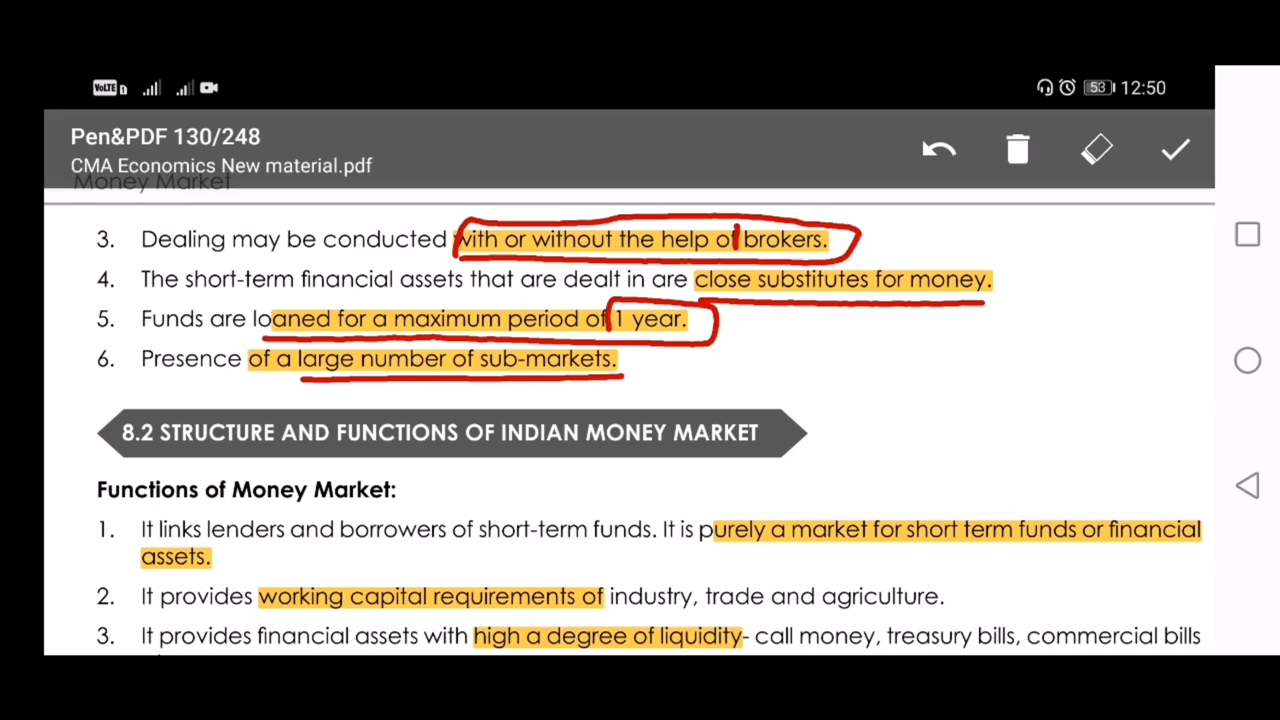 VoLTE 53 12:50
Pen&PDF 130/248
CMA Economics New material.pdf
Money Market
3. Dealing may be conducted with or without the help of brokers.
4. The short-term financial assets that are dealt in are close substitutes for money.
5. Funds are loaned for a maximum period of 1 year.
6. Presence of a large number of sub-markets.
8.2 STRUCTURE AND FUNCTIONS OF INDIAN MONEY MARKET
Functions of Money Market:
1. It links lenders and borrowers of short-term funds. It is purely a market for short term funds or financial
assets.
2. It provides working capital requirements of industry, trade and agriculture.
3. It provides financial assets with high a degree of liquidity- call money, treasury bills, commercial bills